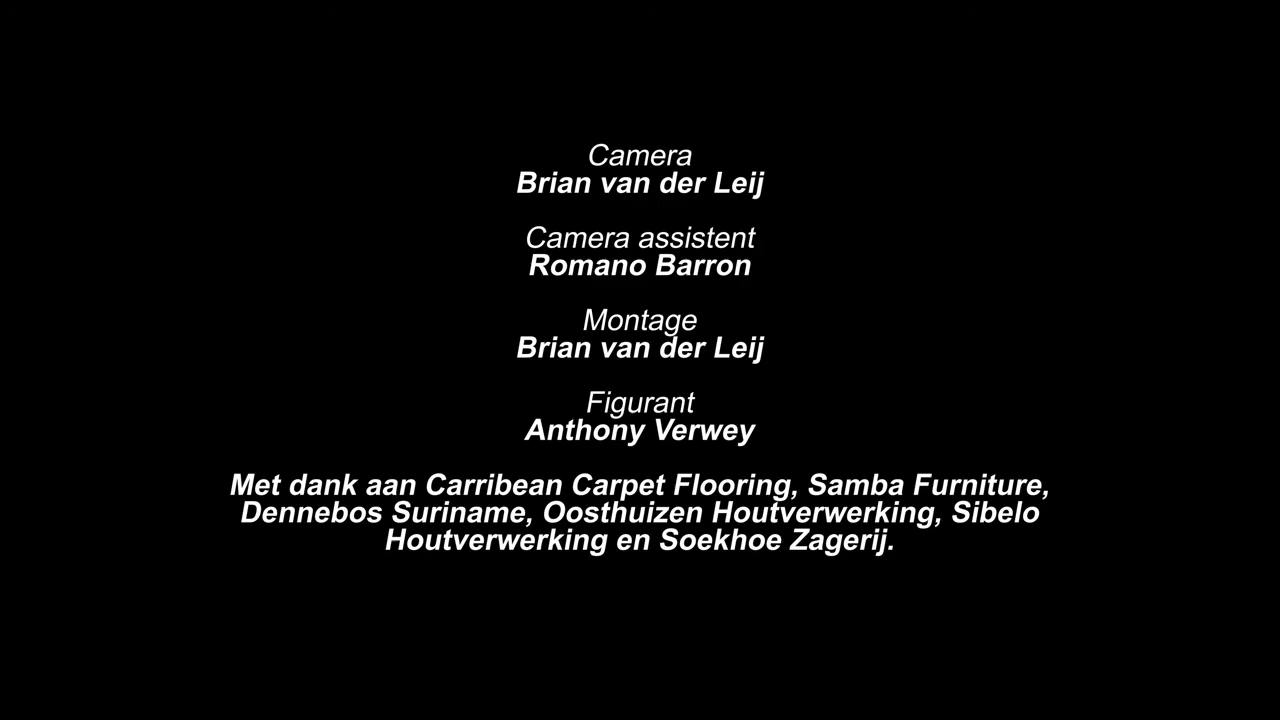 Camera
Brian van der Leij
Camera assistent
Romano Barron
Montage
Brian van der Leij
Figurant
Anthony Verwey
Met dank aan Carribean Carpet Flooring, Samba Furniture,
Dennebos Suriname, Oosthuizen Houtverwerking, Sibelo
Houtverwerking en Soekhoe Zagerij.